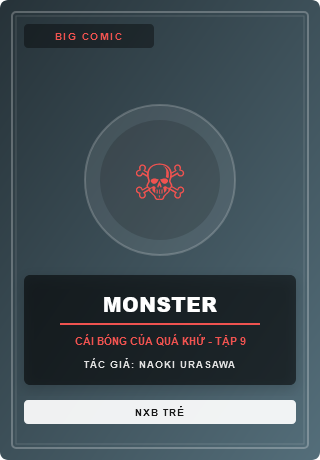 BIG COMIC
MONSTER
CÁI BÓNG CỦA QUÁ KHỨ - TẬP 9
TÁC GIẢ: NAOKI URASAWA
NXB TRẺ